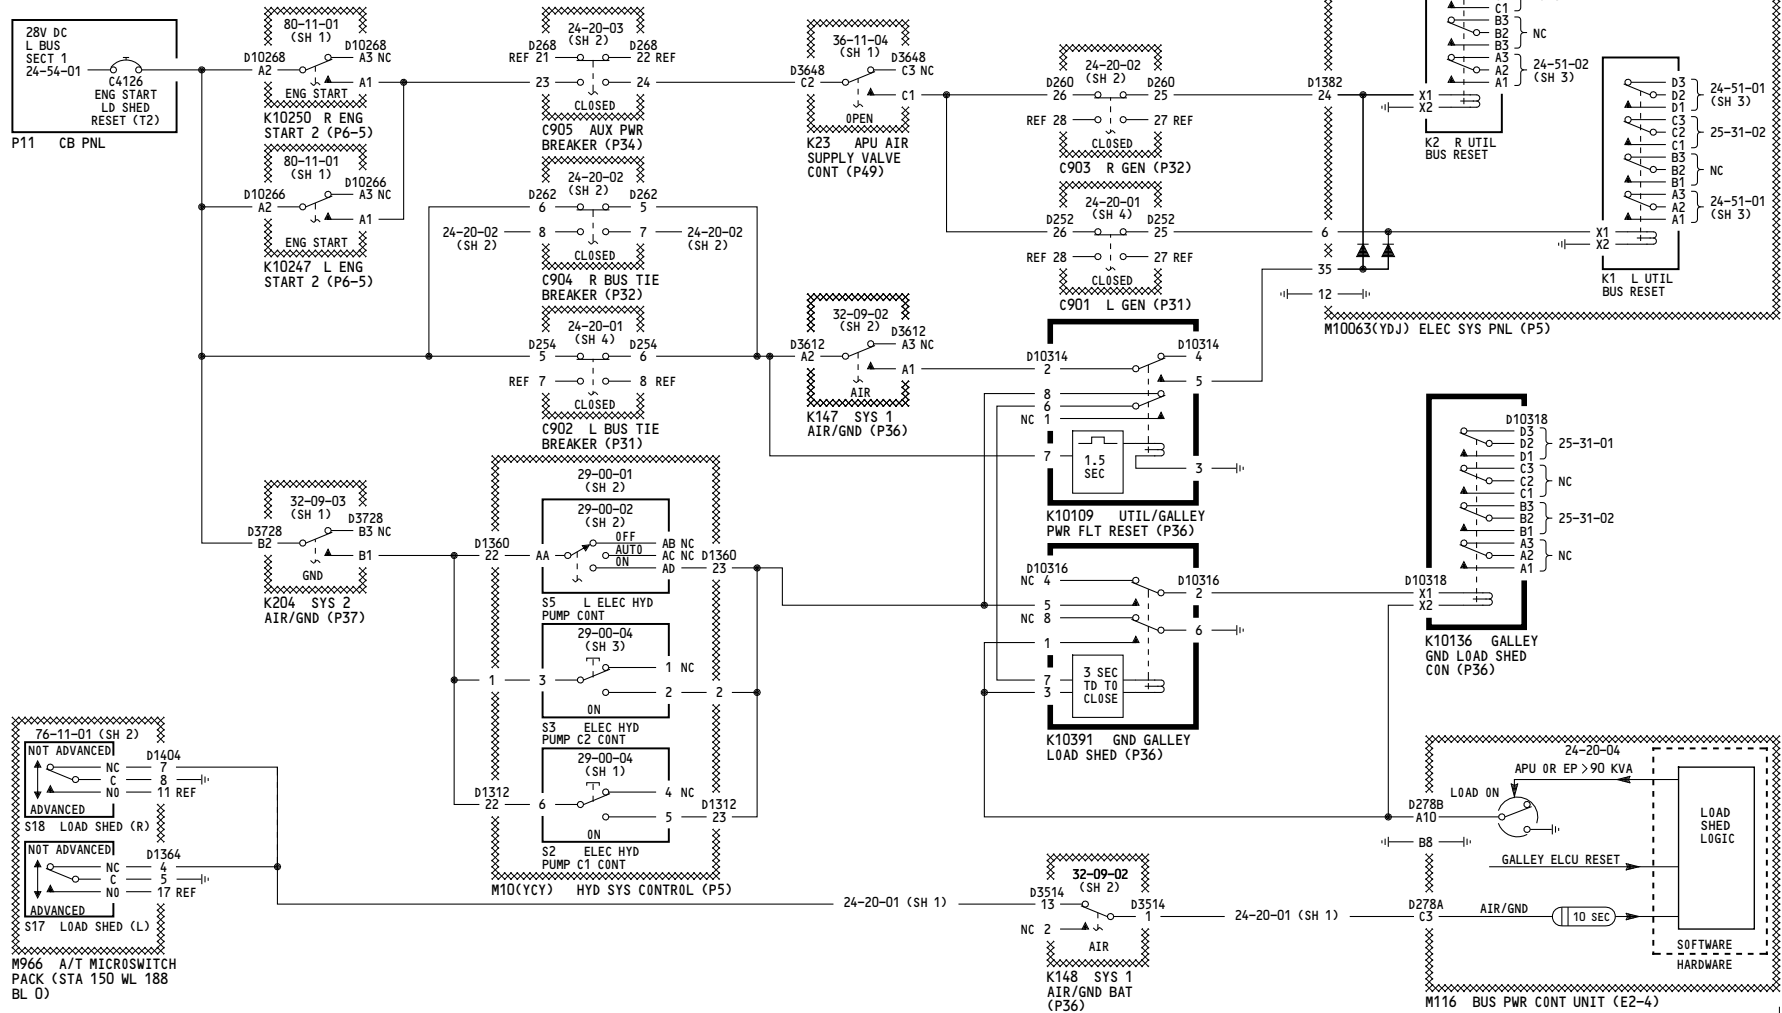 28V DC
L BUS
SECT 1
24-54-01
C4126
ENG START
LD SHED
RESET (T2)
P11 CB PNL
80-11-01
(SH 1)
D10268
A2
D10268
A3 NC
A1
ENG START
K10250 R ENG
START 2 (P6-5)
80-11-01
(SH 1)
D10266
A2
D10266
A3 NC
A1
ENG START
K10247 L ENG
START 2 (P6-5)
24-20-03
(SH 2)
D268
REF 21
D268
22 REF
23
24
CLOSED
C905 AUX PWR
BREAKER (P34)
24-20-02
(SH 2)
D262
6
D262
5
24-20-02
(SH 2)
8
7
24-20-02
(SH 2)
CLOSED
C904 R BUS TIE
BREAKER (P32)
24-20-01
(SH 4)
D254
5
D254
6
REF 7
8 REF
CLOSED
C902 L BUS TIE
BREAKER (P31)
36-11-04
(SH 1)
D3648
C2
D3648
C3 NC
C1
OPEN
K23 APU AIR
SUPPLY VALVE
CONT (P49)
24-20-02
(SH 2)
D260
26
D260
25
REF 28
27 REF
CLOSED
C903 R GEN (P32)
24-20-01
(SH 4)
D252
26
D252
25
REF 28
27 REF
CLOSED
C901 L GEN (P31)
D1382
24
6
35
12
C1
B3
B2
B3
NC
A3
A2
A1
24-51-02
(SH 3)
X1
X2
K2 R UTIL
BUS RESET
D3
D2
D1
24-51-01
(SH 3)
C3
C2
C1
25-31-02
B3
B2
B1
NC
A3
A2
A1
24-51-01
(SH 3)
X1
X2
K1 L UTIL
BUS RESET
M10063(YDJ) ELEC SYS PNL (P5)
32-09-02
(SH 2)
D3612
A2
D3612
A3 NC
A1
AIR
K147 SYS 1
AIR/GND (P36)
D10314
2
D10314
4
5
8
6
NC 1
7
1.5
SEC
3
K10109 UTIL/GALLEY
PWR FLT RESET (P36)
32-09-03
(SH 1)
D3728
B2
D3728
B3 NC
B1
GND
K204 SYS 2
AIR/GND (P37)
29-00-01
(SH 2)
29-00-02
(SH 2)
D1360
22
AA
OFF
AUTO
ON
AB NC
AC NC
AD
D1360
23
S5 L ELEC HYD
PUMP CONT
29-00-04
(SH 3)
1
3
1 NC
2
2
ON
S3 ELEC HYD
PUMP C2 CONT
29-00-04
(SH 1)
D1312
22
6
4 NC
5
D1312
23
ON
S2 ELEC HYD
PUMP C1 CONT
M10(YCY) HYD SYS CONTROL (P5)
D10316
NC 4
D10316
2
5
NC 8
6
1
7
3
3 SEC
TD TO
CLOSE
K10391 GND GALLEY
LOAD SHED (P36)
D10318
D3
D2
D1
25-31-01
C3
C2
C1
NC
B3
B2
B1
25-31-02
A3
A2
A1
NC
D10318
X1
X2
K10136 GALLEY
GND LOAD SHED
CON (P36)
76-11-01 (SH 2)
NOT ADVANCED
NC
C
NO
D1404
7
8
11 REF
ADVANCED
S18 LOAD SHED (R)
NOT ADVANCED
NC
C
NO
D1364
4
5
17 REF
ADVANCED
S17 LOAD SHED (L)
M966 A/T MICROSWITCH
PACK (STA 150 WL 188
BL 0)
24-20-01 (SH 1)
32-09-02
(SH 2)
D3514
13
D3514
1
NC 2
AIR
K148 SYS 1
AIR/GND BAT
(P36)
24-20-01 (SH 1)
24-20-04
APU OR EP >90 KVA
LOAD ON
D278B
A10
B8
LOAD
SHED
LOGIC
GALLEY ELCU RESET
D278A
C3
AIR/GND
10 SEC
SOFTWARE
HARDWARE
M116 BUS PWR CONT UNIT (E2-4)